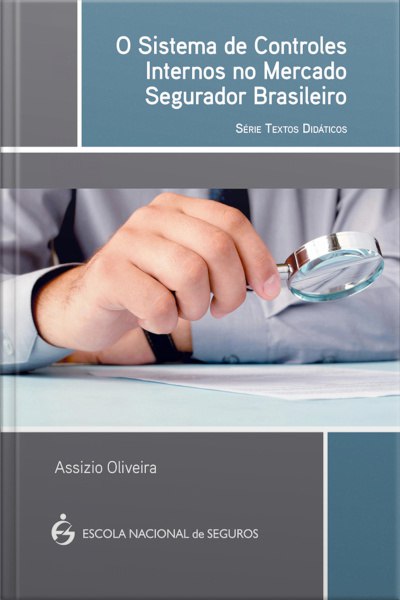 O Sistema de Controles
Internos no Mercado
Segurador Brasileiro
Série Textos Didáticos
Assizio Oliveira
ESCOLA NACIONAL de SEGUROS